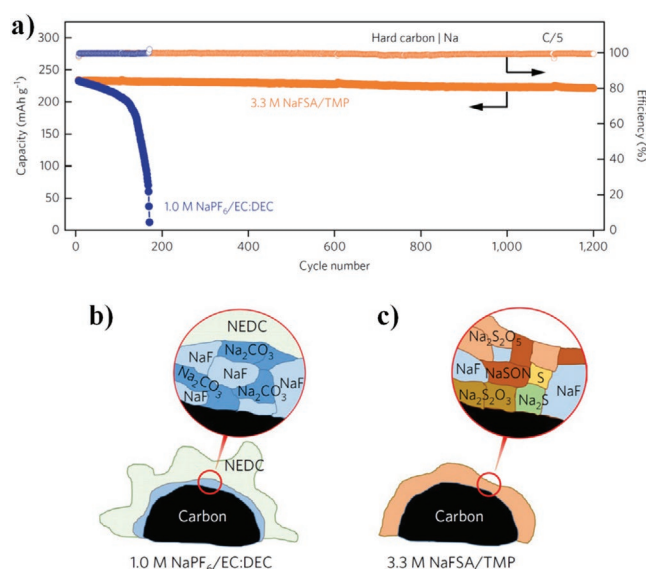 a)
300
250
200
150
100
50
0
Capacity (mAh g⁻¹)
Hard carbon | Na
C/5
3.3 M NaFSA/TMP
1.0 M NaPF₆/EC:DEC
100
80
60
40
20
0
Efficiency (%)
0
200
400
600
800
1,000
1,200
Cycle number
b)
NEDC
Na₂CO₃
NaF
NaF
NaF
Na₂CO₃
Na₂CO₃
NaF
NEDC
Carbon
1.0 M NaPF₆/EC:DEC
c)
Na₂S₂O₅
NaF
NaSON
S
NaF
Na₂S₂O₃
Na₂S
Carbon
3.3 M NaFSA/TMP